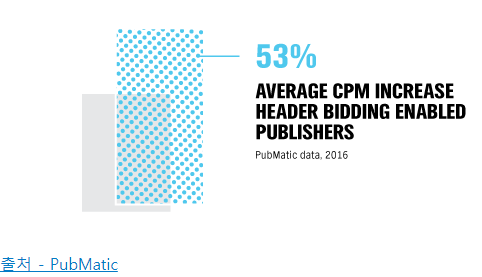 53%
AVERAGE CPM INCREASE
HEADER BIDDING ENABLED
PUBLISHERS
PubMatic data, 2016
출처 - PubMatic